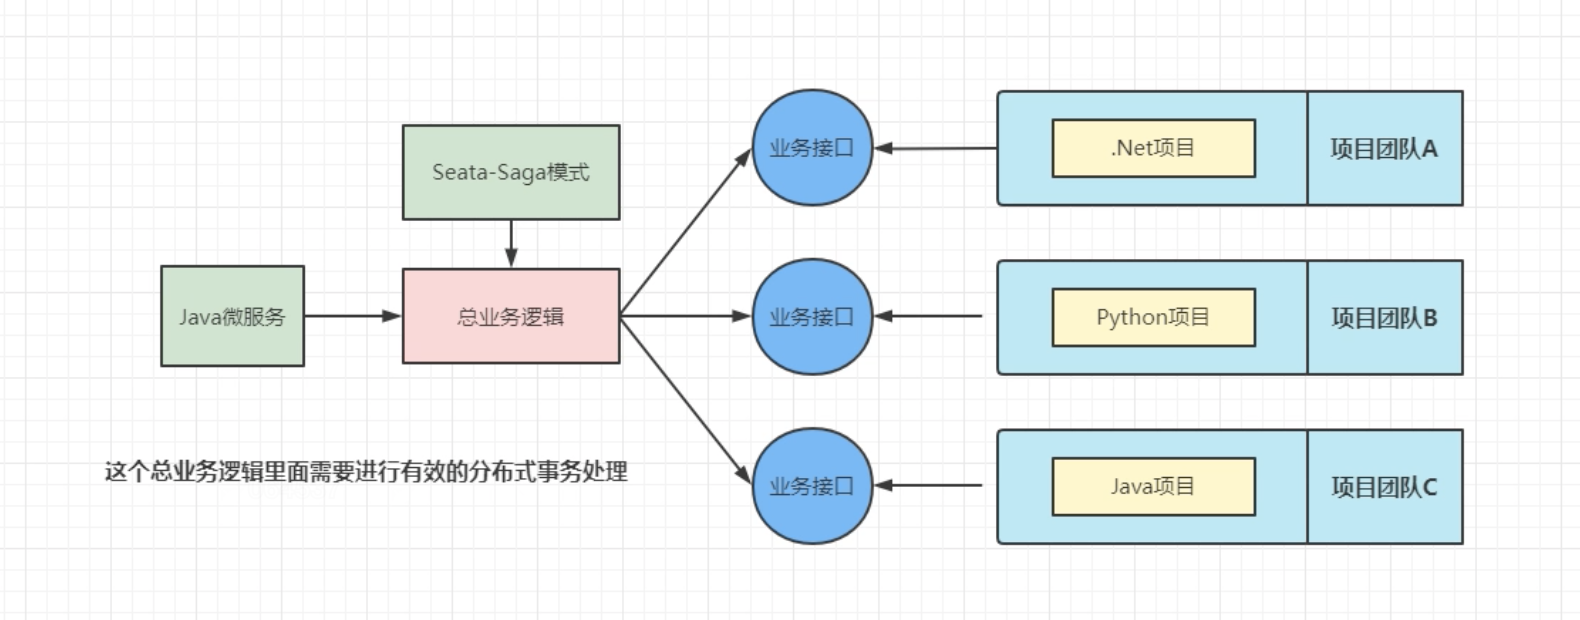 Seata-Saga模式
Java微服务
总业务逻辑
业务接口
.Net项目
项目团队A
业务接口
Python项目
项目团队B
业务接口
Java项目
项目团队C
这个总业务逻辑里面需要进行有效的分布式事务处理